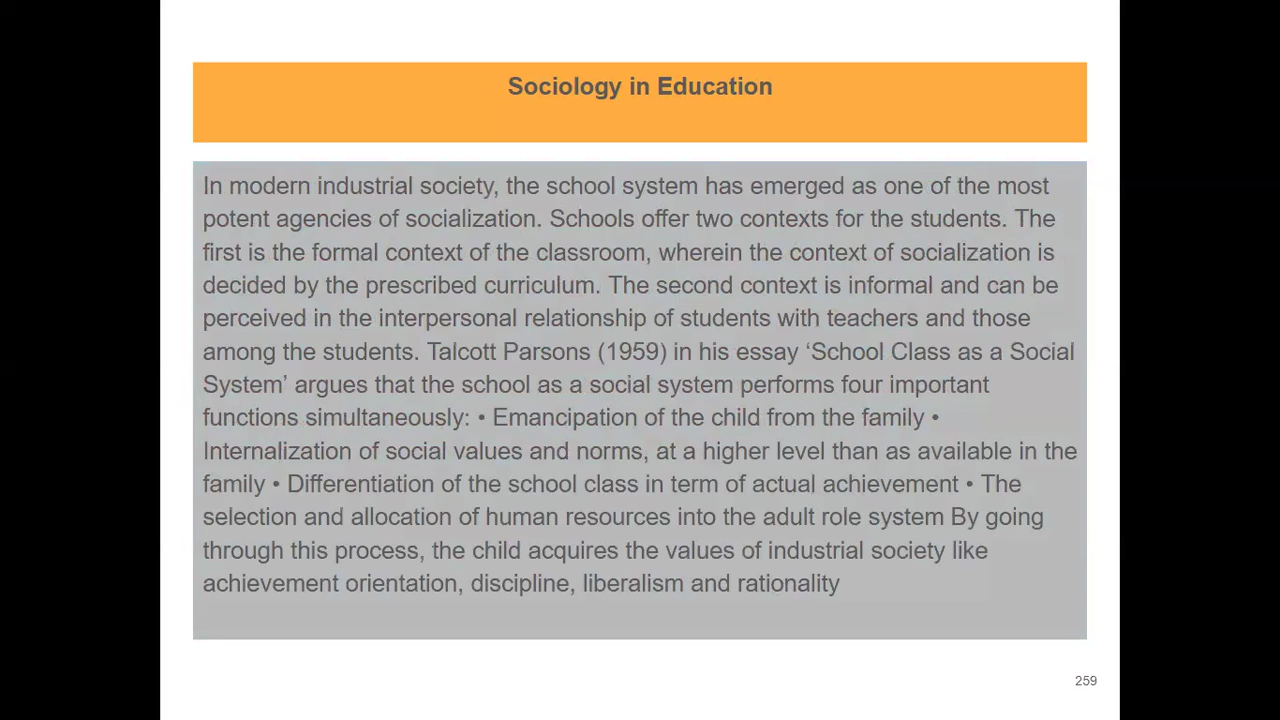 Sociology in Education
In modern industrial society, the school system has emerged as one of the most
potent agencies of socialization. Schools offer two contexts for the students. The
first is the formal context of the classroom, wherein the context of socialization is
decided by the prescribed curriculum. The second context is informal and can be
perceived in the interpersonal relationship of students with teachers and those
among the students. Talcott Parsons (1959) in his essay ‘School Class as a Social
System’ argues that the school as a social system performs four important
functions simultaneously: • Emancipation of the child from the family •
Internalization of social values and norms, at a higher level than as available in the
family • Differentiation of the school class in term of actual achievement • The
selection and allocation of human resources into the adult role system By going
through this process, the child acquires the values of industrial society like
achievement orientation, discipline, liberalism and rationality
259